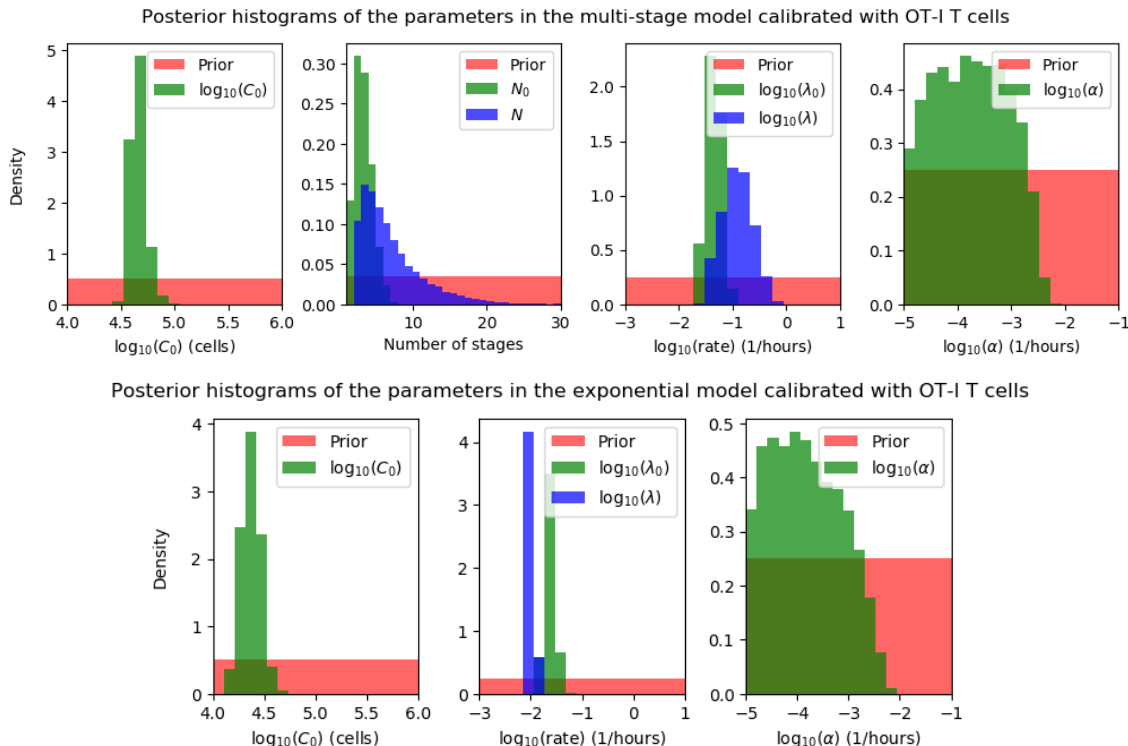 Posterior histograms of the parameters in the multi-stage model calibrated with OT-I T cells
Density
5
4
3
2
1
0
4.0 4.5 5.0 5.5 6.0
log₁₀(C₀) (cells)
Prior
log₁₀(C₀)
0.30
0.25
0.20
0.15
0.10
0.05
0.00
10 20 30
Number of stages
Prior
N₀
N
2.0
1.5
1.0
0.5
0.0
−3 −2 −1 0 1
log₁₀(rate) (1/hours)
Prior
log₁₀(λ₀)
log₁₀(λ)
0.4
0.3
0.2
0.1
0.0
−5 −4 −3 −2 −1
log₁₀(α) (1/hours)
Prior
log₁₀(α)
Posterior histograms of the parameters in the exponential model calibrated with OT-I T cells
Density
4
3
2
1
0
4.0 4.5 5.0 5.5 6.0
log₁₀(C₀) (cells)
Prior
log₁₀(C₀)
4
3
2
1
0
−3 −2 −1 0 1
log₁₀(rate) (1/hours)
Prior
log₁₀(λ₀)
log₁₀(λ)
0.5
0.4
0.3
0.2
0.1
0.0
−5 −4 −3 −2 −1
log₁₀(α) (1/hours)
Prior
log₁₀(α)